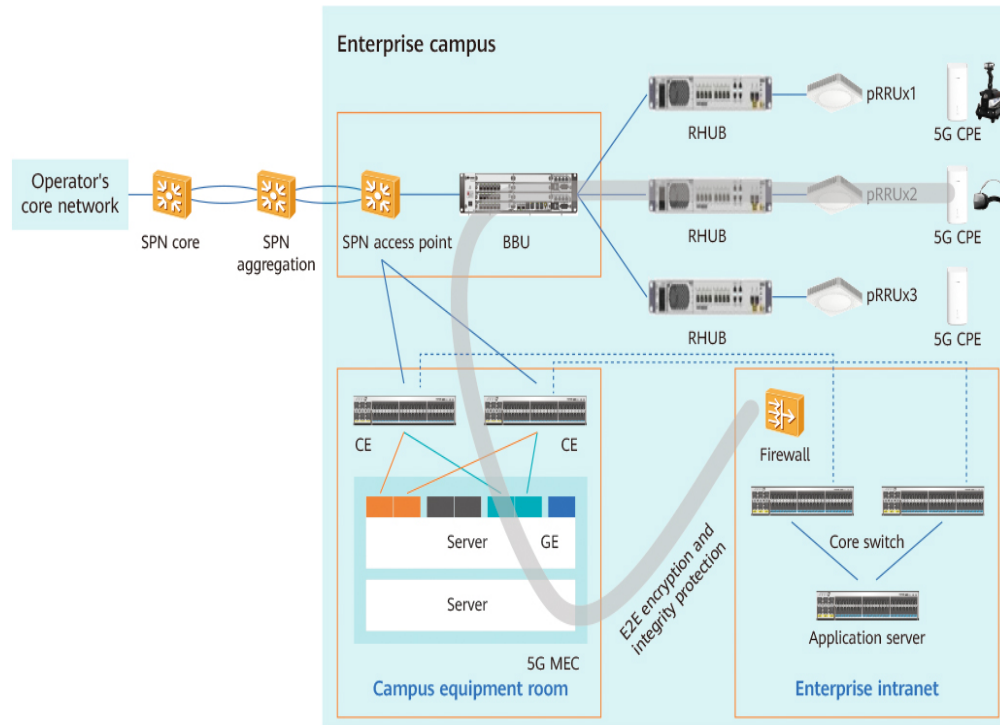 Enterprise campus
RHUB
pRRUx1
5G CPE
Operator's
core network
SPN core
SPN
aggregation
SPN access point
BBU
RHUB
pRRUx2
5G CPE
RHUB
pRRUx3
5G CPE
CE
CE
Server
GE
Server
5G MEC
Campus equipment room
E2E encryption and
integrity protection
Firewall
Core switch
Application server
Enterprise intranet